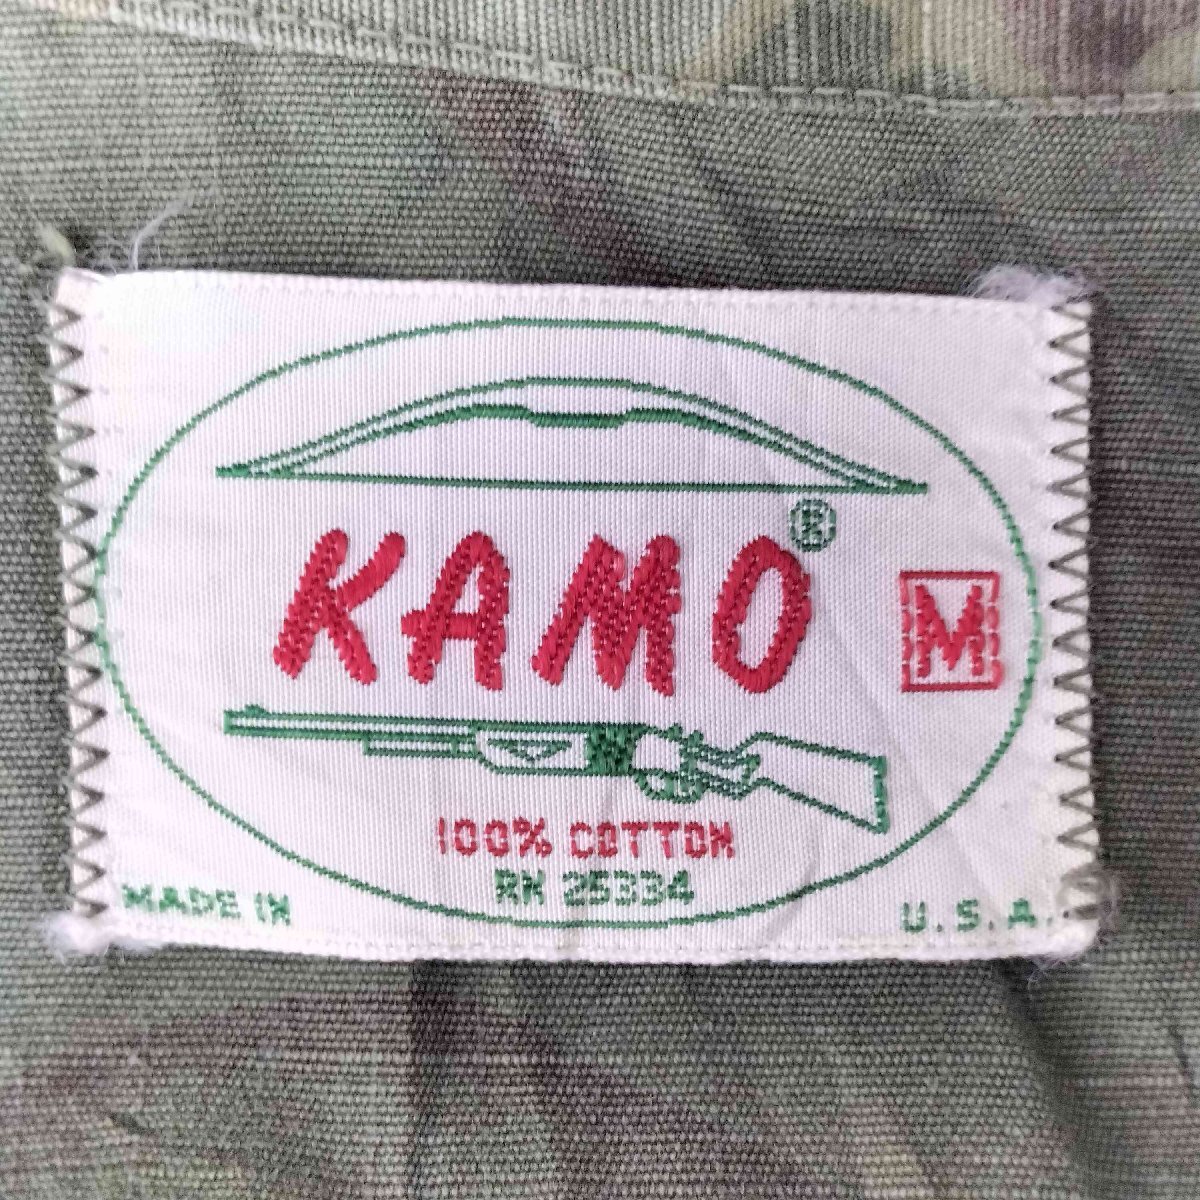 KAMO®
M
100% COTTON
RN 25334
MADE IN U.S.A.